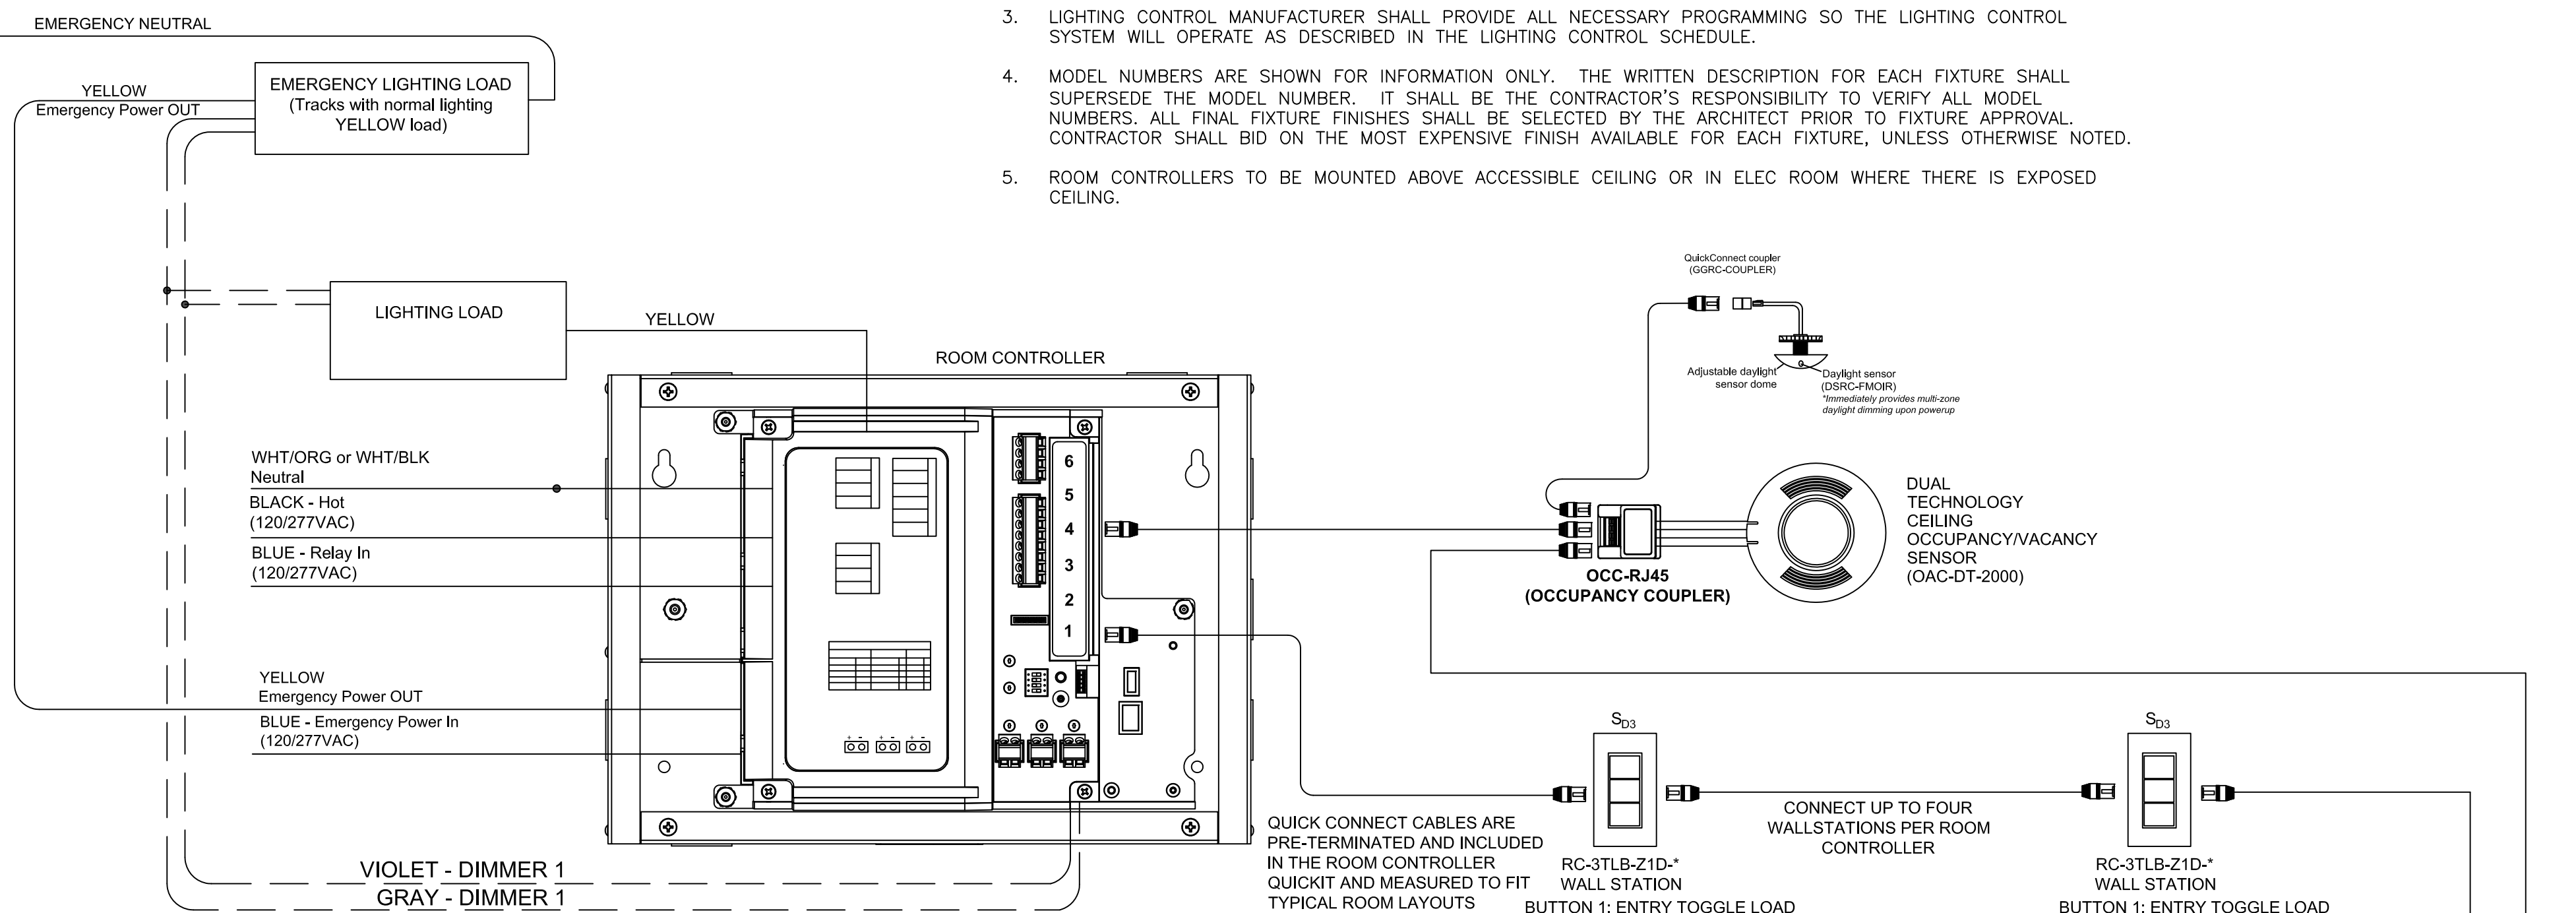 EMERGENCY NEUTRAL
3. LIGHTING CONTROL MANUFACTURER SHALL PROVIDE ALL NECESSARY PROGRAMMING SO THE LIGHTING CONTROL
SYSTEM WILL OPERATE AS DESCRIBED IN THE LIGHTING CONTROL SCHEDULE.
4. MODEL NUMBERS ARE SHOWN FOR INFORMATION ONLY. THE WRITTEN DESCRIPTION FOR EACH FIXTURE SHALL
SUPERSEDE THE MODEL NUMBER. IT SHALL BE THE CONTRACTOR'S RESPONSIBILITY TO VERIFY ALL MODEL
NUMBERS. ALL FINAL FIXTURE FINISHES SHALL BE SELECTED BY THE ARCHITECT PRIOR TO FIXTURE APPROVAL.
CONTRACTOR SHALL BID ON THE MOST EXPENSIVE FINISH AVAILABLE FOR EACH FIXTURE, UNLESS OTHERWISE NOTED.
5. ROOM CONTROLLERS TO BE MOUNTED ABOVE ACCESSIBLE CEILING OR IN ELEC ROOM WHERE THERE IS EXPOSED
CEILING.
YELLOW
Emergency Power OUT
EMERGENCY LIGHTING LOAD
(Tracks with normal lighting
YELLOW load)
LIGHTING LOAD
YELLOW
ROOM CONTROLLER
WHT/ORG or WHT/BLK
Neutral
BLACK - Hot
(120/277VAC)
BLUE - Relay In
(120/277VAC)
YELLOW
Emergency Power OUT
BLUE - Emergency Power In
(120/277VAC)
6
5
4
3
2
1
+ - + - + -
VIOLET - DIMMER 1
GRAY - DIMMER 1
QuickConnect coupler
(GGRC-COUPLER)
Adjustable daylight
sensor dome
Daylight sensor
(DSRC-FMOIR)
*Immediately provides multi-zone
daylight dimming upon powerup
OCC-RJ45
(OCCUPANCY COUPLER)
DUAL
TECHNOLOGY
CEILING
OCCUPANCY/VACANCY
SENSOR
(OAC-DT-2000)
QUICK CONNECT CABLES ARE
PRE-TERMINATED AND INCLUDED
IN THE ROOM CONTROLLER
QUICKIT AND MEASURED TO FIT
TYPICAL ROOM LAYOUTS
SD3
RC-3TLB-Z1D-*
WALL STATION
BUTTON 1: ENTRY TOGGLE LOAD
CONNECT UP TO FOUR
WALLSTATIONS PER ROOM
CONTROLLER
SD3
RC-3TLB-Z1D-*
WALL STATION
BUTTON 1: ENTRY TOGGLE LOAD